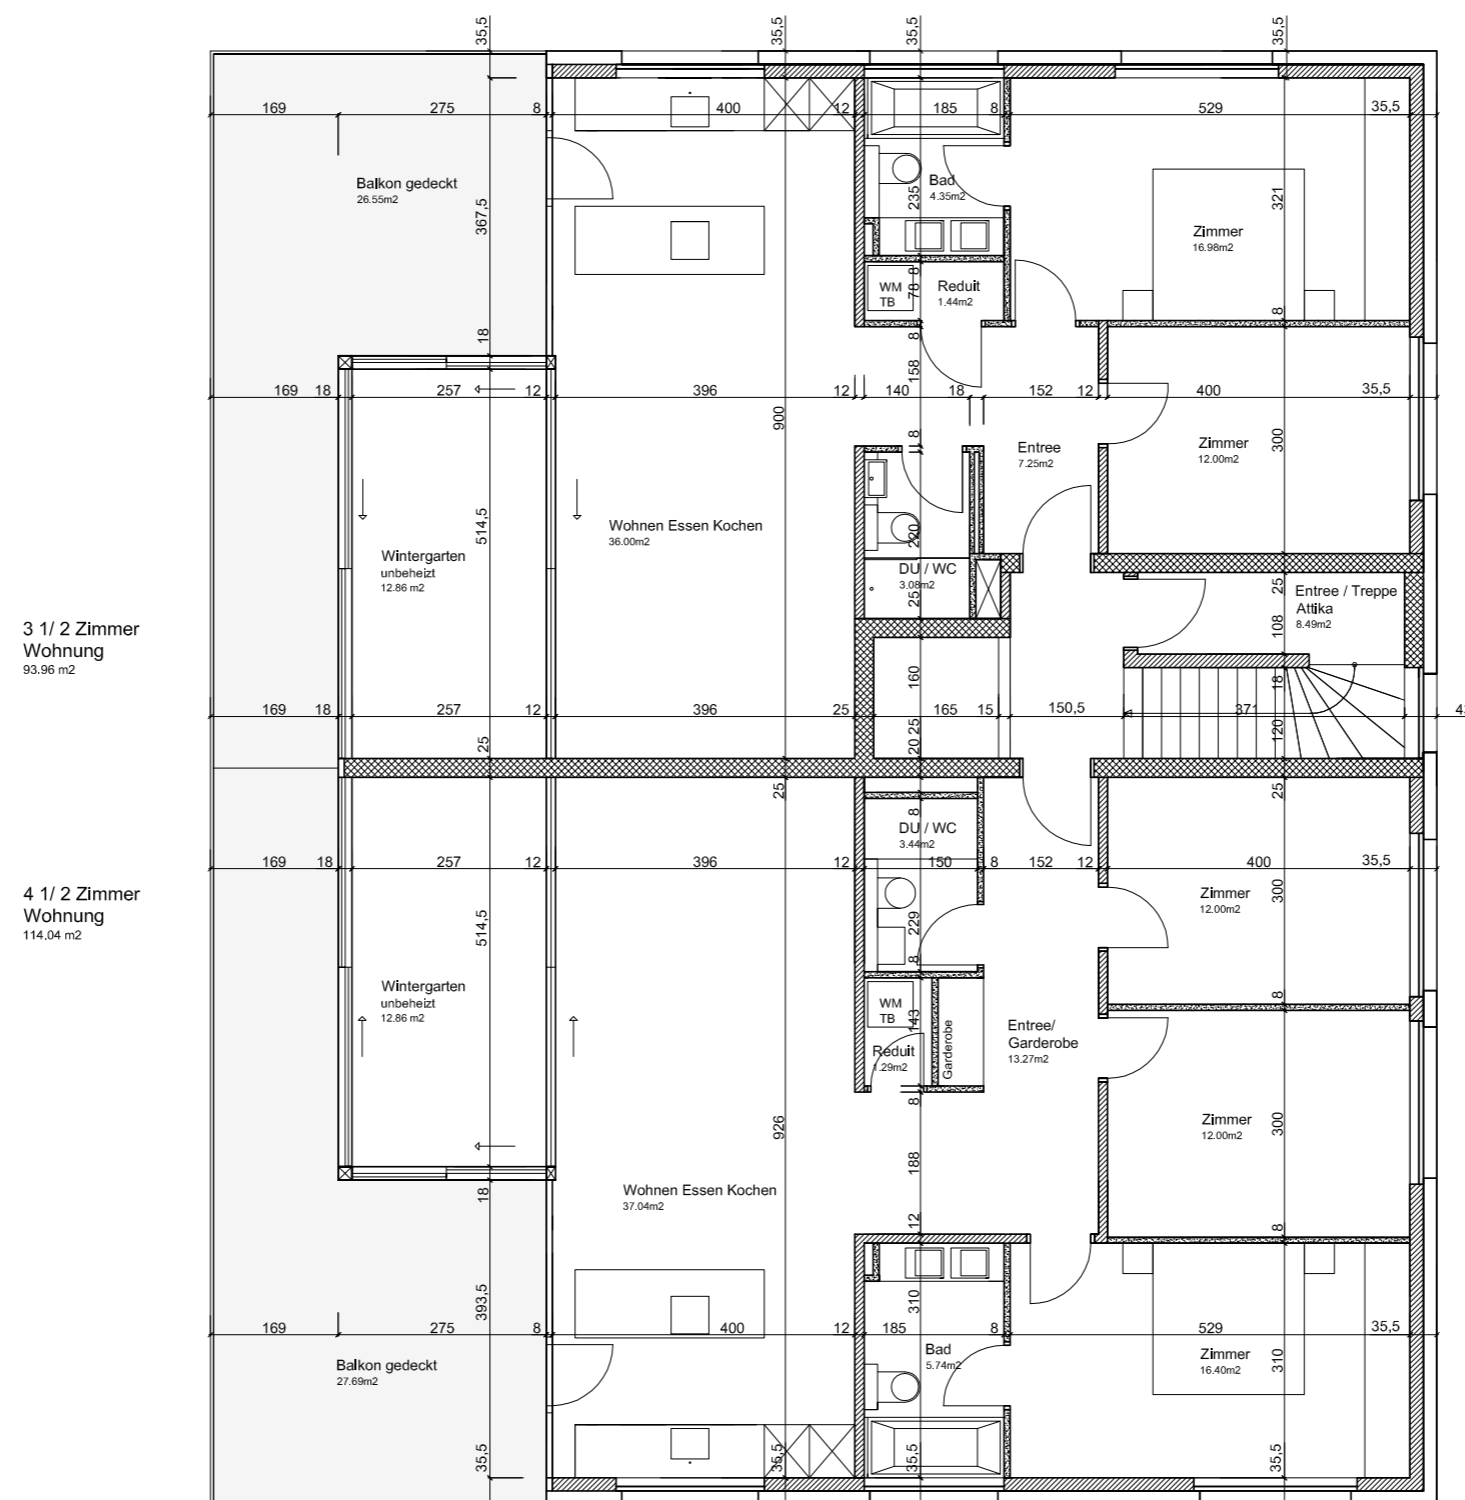 35,5 35,5 35,5 35,5
169 275 8 400 12 185 8 529 35,5
Balkon gedeckt
26.55m2
367,5
Bad
4.35m2
235
321
Zimmer
16.98m2
WM
TB
78 8
Reduit
1.44m2
18 8 8
158
169 18 257 12 396 12 140 18 152 12 400 35,5
900
8
Entree
7.25m2
Zimmer
12.00m2
300
514,5
Wohnen Essen Kochen
36.00m2
220
Wintergarten
unbeheizt
12.86 m2
DU / WC
3.08m2
25
25
Entree / Treppe
Attika
8.49m2
108
3 1/ 2 Zimmer
Wohnung
93.96 m2
160
18
169 18 257 12 396 25 165 15 150,5 371
25 20 25 120
25 25
8
DU / WC
3.44m2
169 18 257 12 396 12 150 8 152 12 400 35,5
4 1/ 2 Zimmer
Wohnung
114.04 m2
Zimmer
12.00m2
300
514,5
229
8
8
Wintergarten
unbeheizt
12.86 m2
WM
TB
143
Reduit
1.29m2
Garderobe
Entree/
Garderobe
13.27m2
8
926
Zimmer
12.00m2
300
188
18
Wohnen Essen Kochen
37.04m2
12
8
393,5
310
169 275 8 400 12 185 8 529 35,5
Balkon gedeckt
27.69m2
Bad
5.74m2
Zimmer
16.40m2
310
35,5 35,5 35,5 35,5